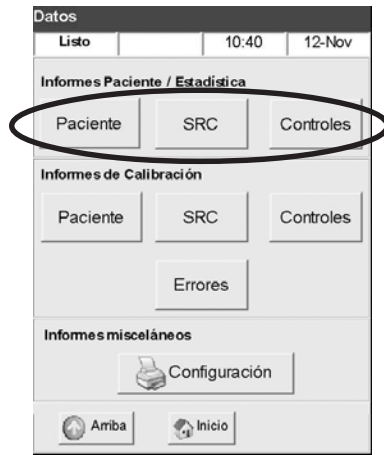 Datos
Listo 10:40 12-Nov
Informes Paciente / Estadística
Paciente SRC Controles
Informes de Calibración
Paciente SRC Controles
Errores
Informes misceláneos
Configuración
Arriba Inicio